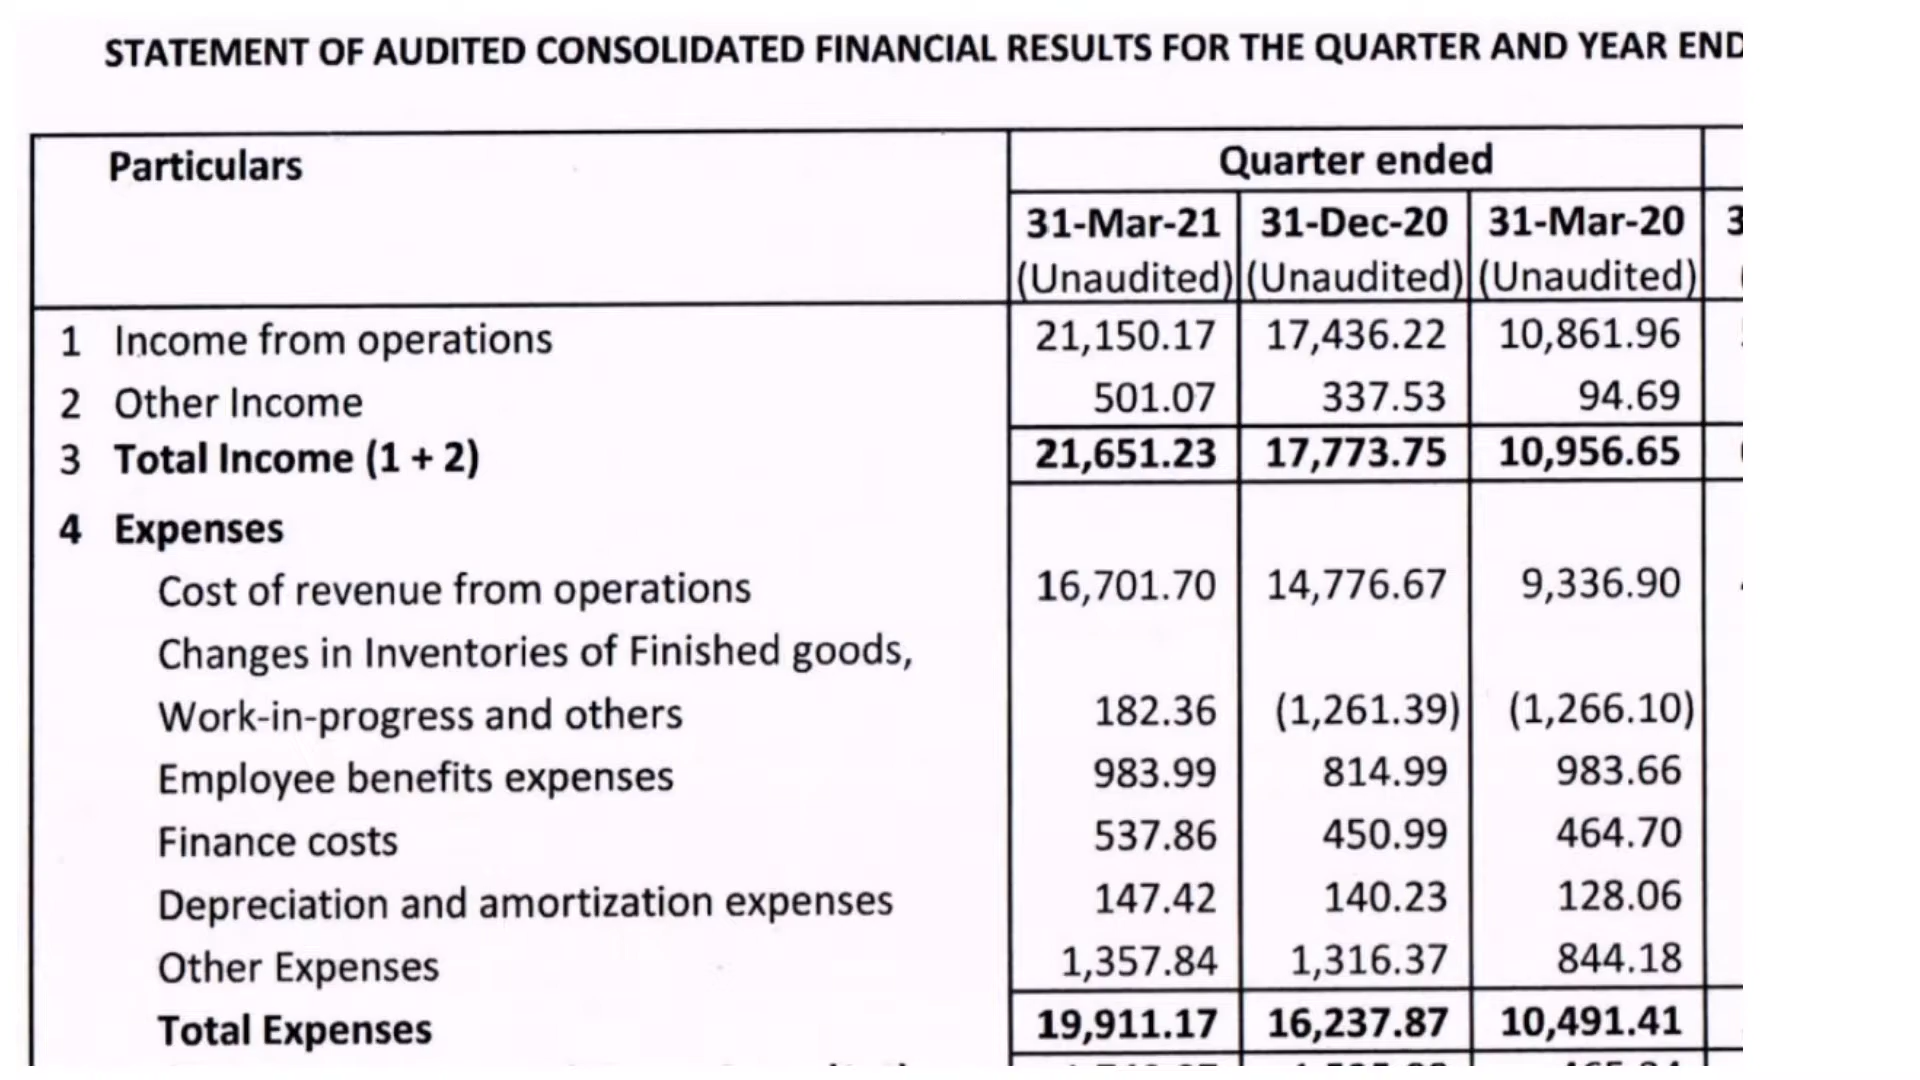 STATEMENT OF AUDITED CONSOLIDATED FINANCIAL RESULTS FOR THE QUARTER AND YEAR END
Particulars Quarter ended
31-Mar-21 31-Dec-20 31-Mar-20 3
(Unaudited) (Unaudited) (Unaudited) (
1 Income from operations 21,150.17 17,436.22 10,861.96
2 Other Income 501.07 337.53 94.69
3 Total Income (1 + 2) 21,651.23 17,773.75 10,956.65
4 Expenses
Cost of revenue from operations 16,701.70 14,776.67 9,336.90
Changes in Inventories of Finished goods,
Work-in-progress and others 182.36 (1,261.39) (1,266.10)
Employee benefits expenses 983.99 814.99 983.66
Finance costs 537.86 450.99 464.70
Depreciation and amortization expenses 147.42 140.23 128.06
Other Expenses 1,357.84 1,316.37 844.18
Total Expenses 19,911.17 16,237.87 10,491.41